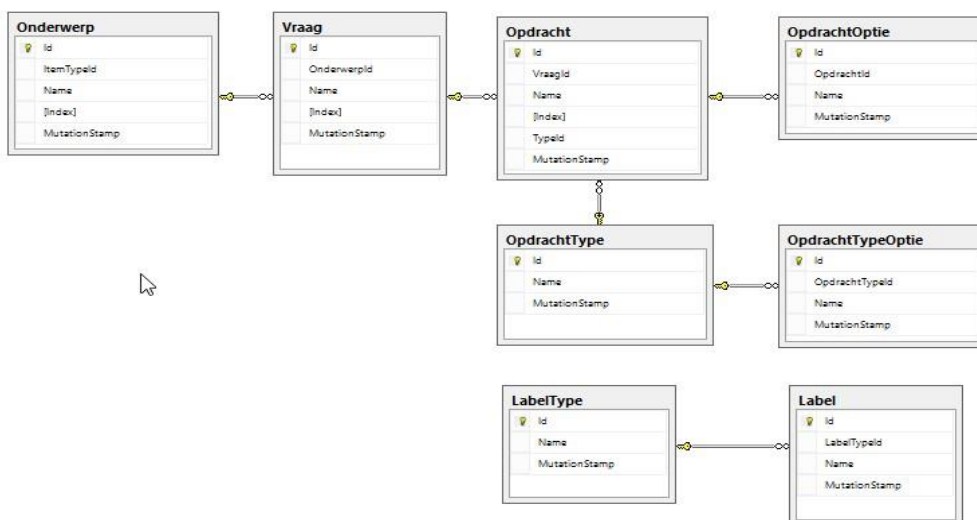 Onderwerp
Id
ItemTypeId
Name
[Index]
MutationStamp
Vraag
Id
OnderwerpId
Name
[Index]
MutationStamp
Opdracht
Id
VraagId
Name
[Index]
TypeId
MutationStamp
OpdrachtOptie
Id
OpdrachtId
Name
MutationStamp
OpdrachtType
Id
Name
MutationStamp
OpdrachtTypeOptie
Id
OpdrachtTypeId
Name
MutationStamp
LabelType
Id
Name
MutationStamp
Label
Id
LabelTypeId
Name
MutationStamp